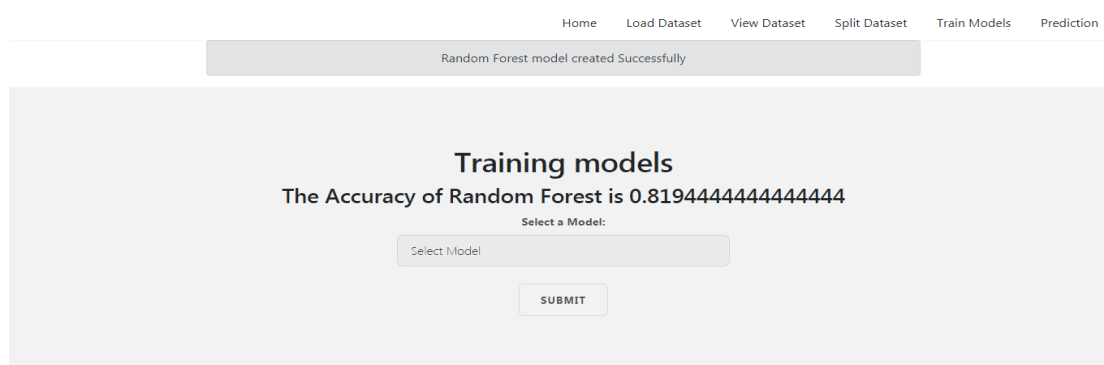 Home Load Dataset View Dataset Split Dataset Train Models Prediction
Random Forest model created Successfully
Training models
The Accuracy of Random Forest is 0.8194444444444444
Select a Model:
Select Model
SUBMIT